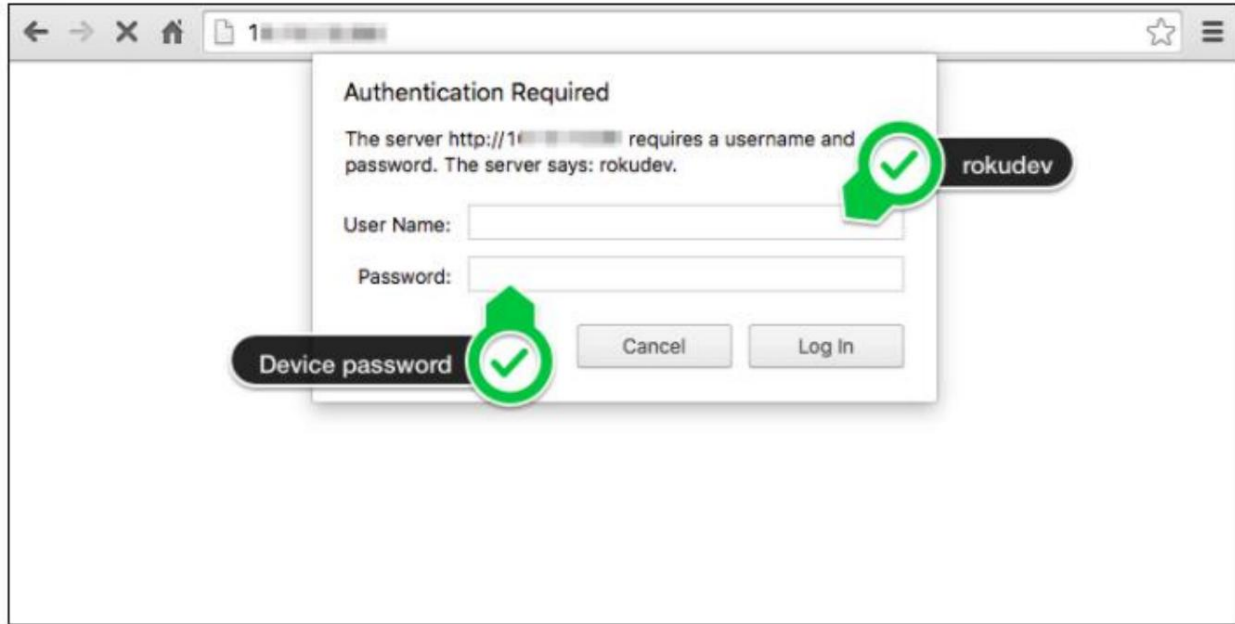 Authentication Required
The server http://1 requires a username and
password. The server says: rokudev.
rokudev
User Name:
Password:
Device password
Cancel Log In